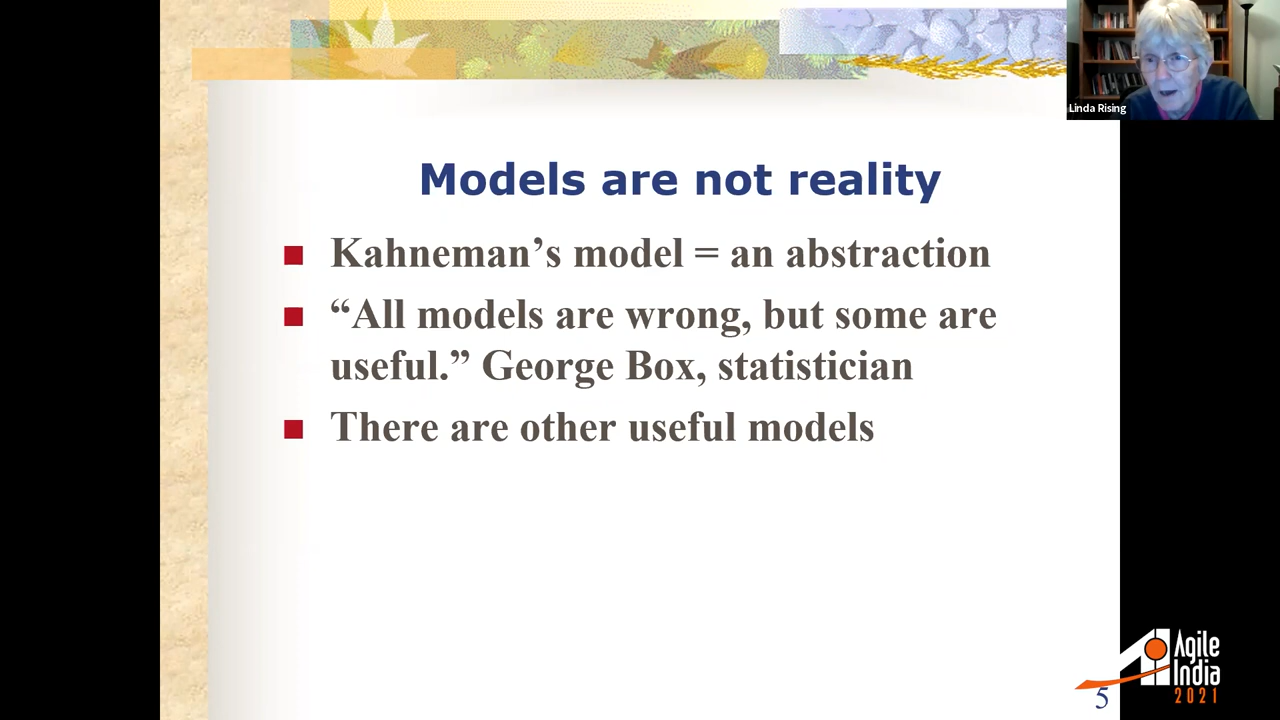 Linda Rising
Models are not reality
Kahneman’s model = an abstraction
“All models are wrong, but some are
useful.” George Box, statistician
There are other useful models
Agile
India
2021
5